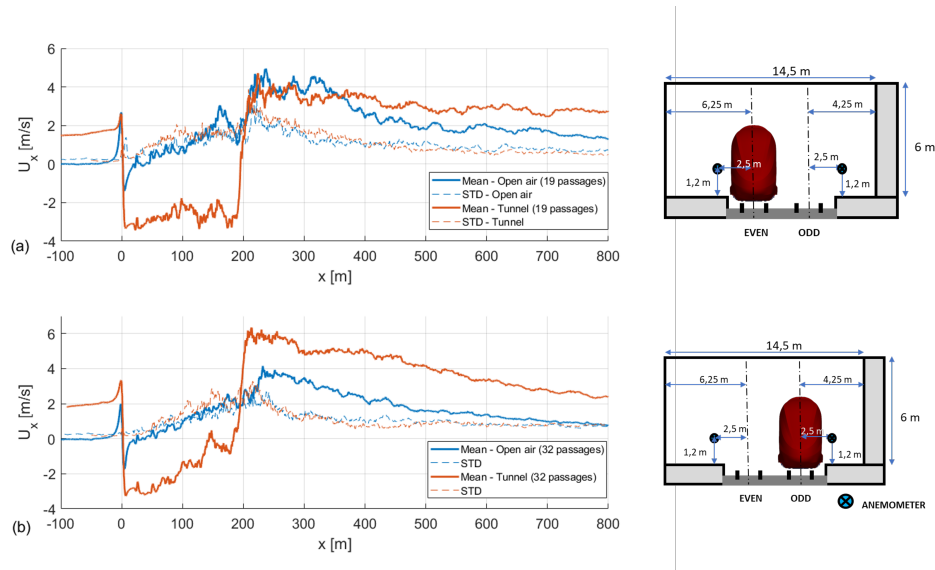 6
4
2
0
-2
-4
U_x [m/s]
-100 0 100 200 300 400 500 600 700 800
x [m]
(a)
Mean - Open air (19 passages)
STD - Open air
Mean - Tunnel (19 passages)
STD - Tunnel
14,5 m
6,25 m
4,25 m
6 m
2,5 m
2,5 m
1,2 m
1,2 m
EVEN ODD
6
4
2
0
-2
-4
U_x [m/s]
-100 0 100 200 300 400 500 600 700 800
x [m]
(b)
Mean - Open air (32 passages)
STD
Mean - Tunnel (32 passages)
STD
14,5 m
6,25 m
4,25 m
6 m
2,5 m
2,5 m
1,2 m
1,2 m
EVEN ODD
ANEMOMETER